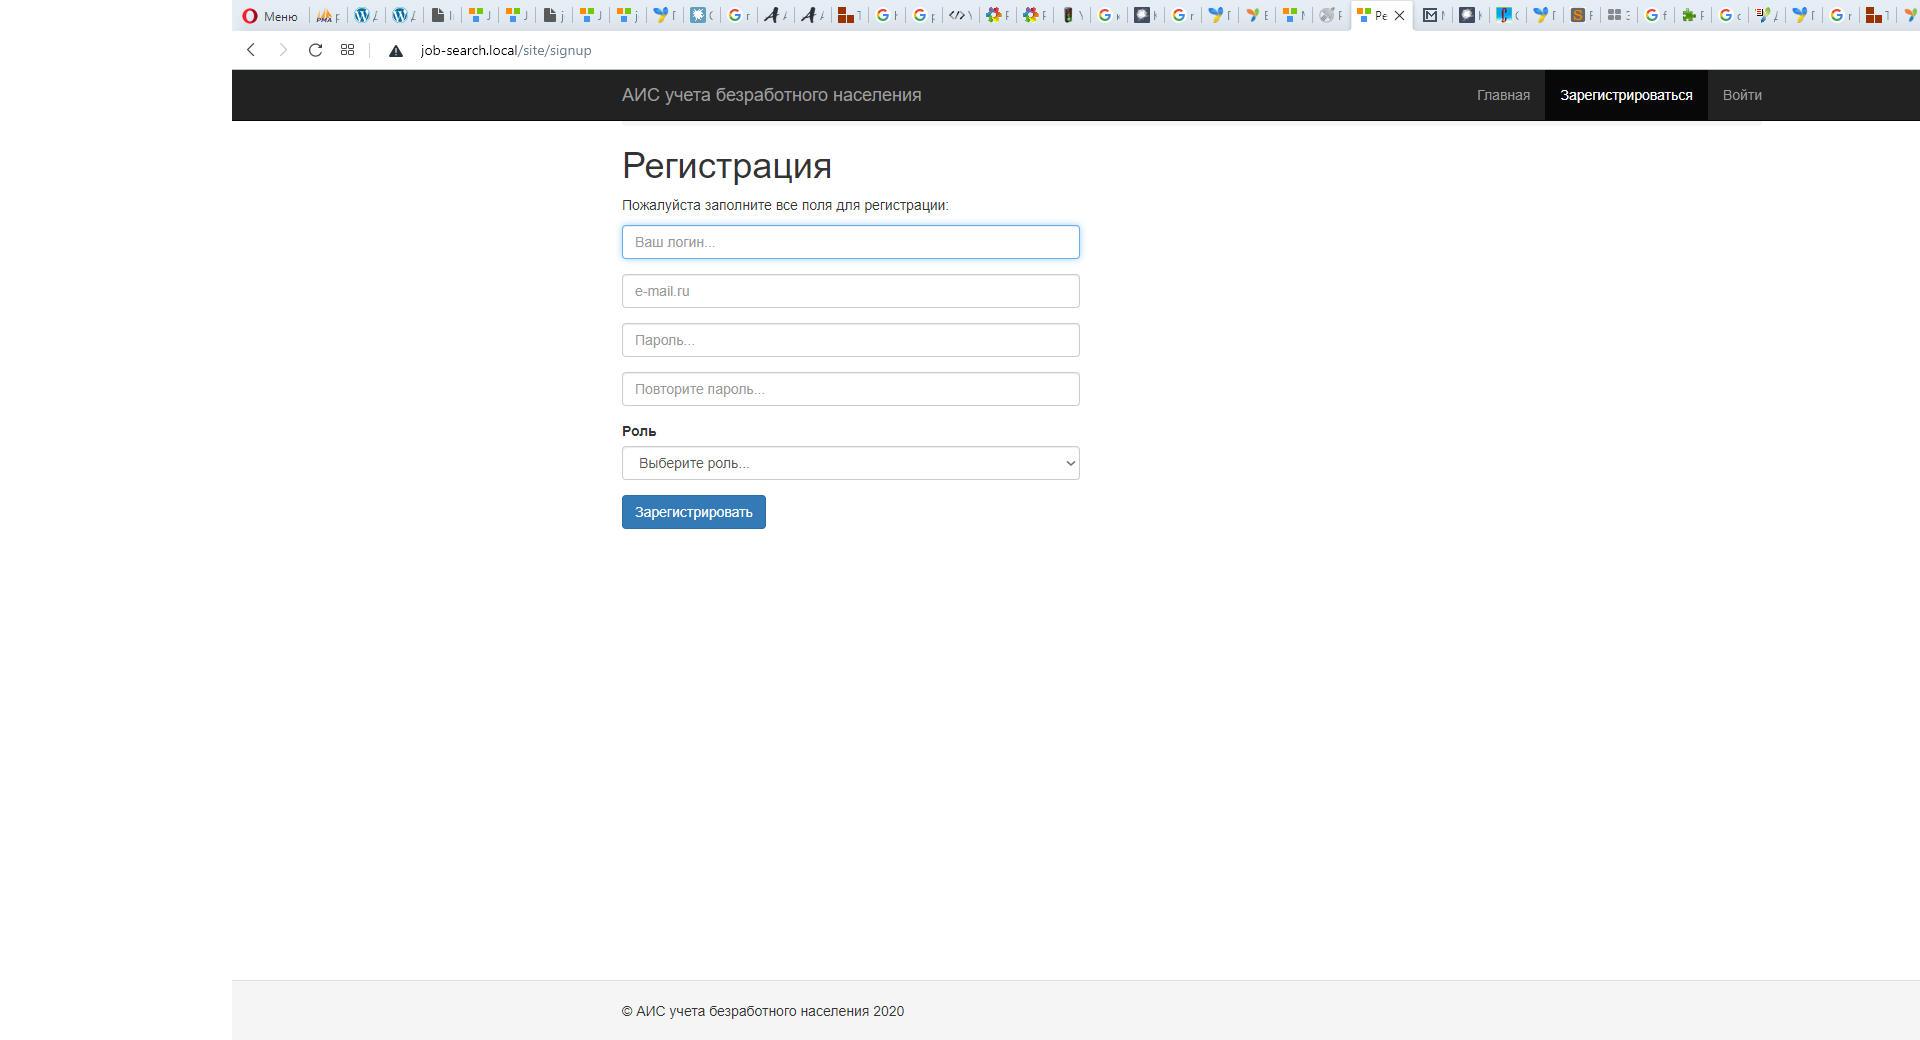 Меню
job-search.local/site/signup
АИС учета безработного населения
Главная
Зарегистрироваться
Войти
Регистрация
Пожалуйста заполните все поля для регистрации:
Ваш логин...
e-mail.ru
Пароль...
Повторите пароль...
Роль
Выберите роль...
Зарегистрировать
© АИС учета безработного населения 2020